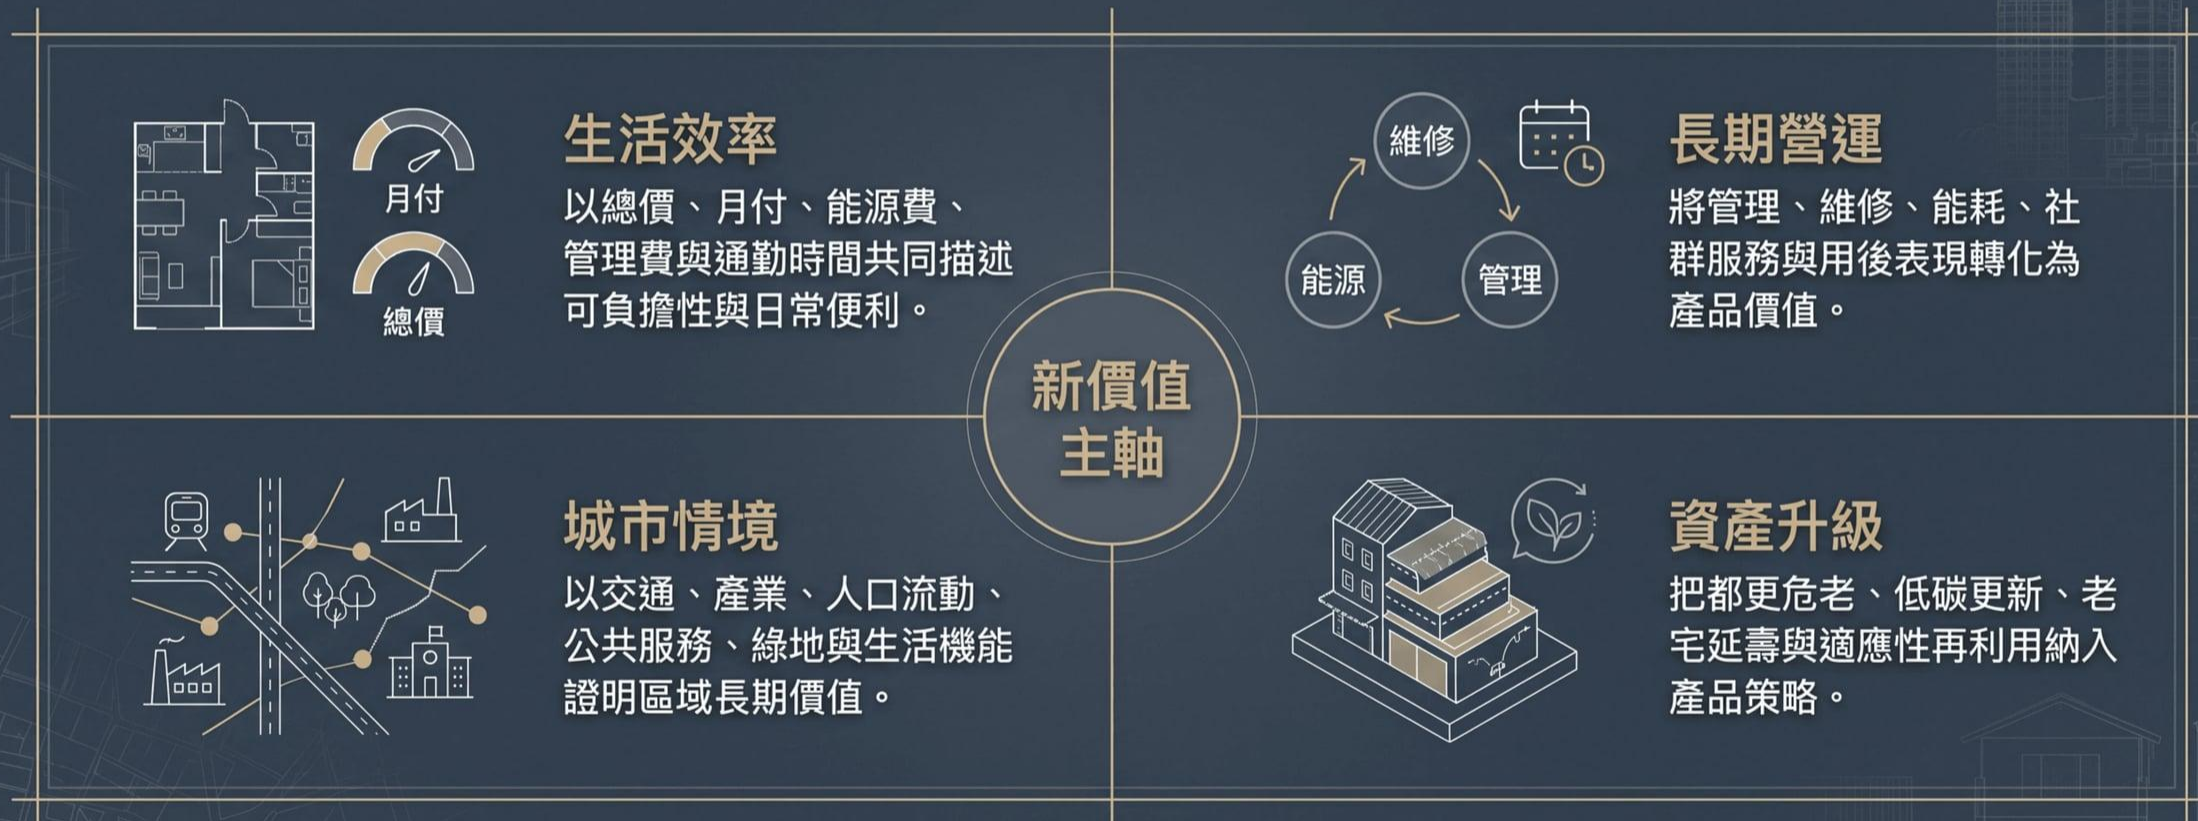 月付
總價
生活效率
以總價、月付、能源費、
管理費與通勤時間共同描述
可負擔性與日常便利。
維修
能源
管理
長期營運
將管理、維修、能耗、社
群服務與用後表現轉化為
產品價值。
新價值
主軸
城市情境
以交通、產業、人口流動、
公共服務、綠地與生活機能
證明區域長期價值。
資產升級
把都更危老、低碳更新、老
宅延壽與適應性再利用納入
產品策略。